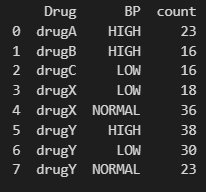 Drug BP count
0 drugA HIGH 23
1 drugB HIGH 16
2 drugC LOW 16
3 drugX LOW 18
4 drugX NORMAL 36
5 drugY HIGH 38
6 drugY LOW 30
7 drugY NORMAL 23